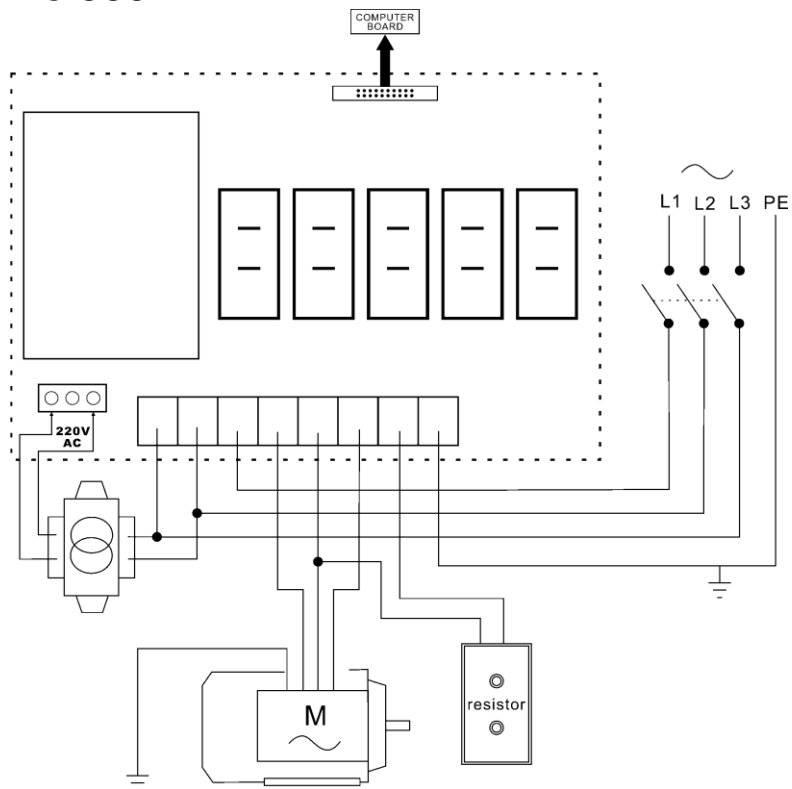 COMPUTER
BOARD
L1 L2 L3 PE
220V
AC
M
resistor